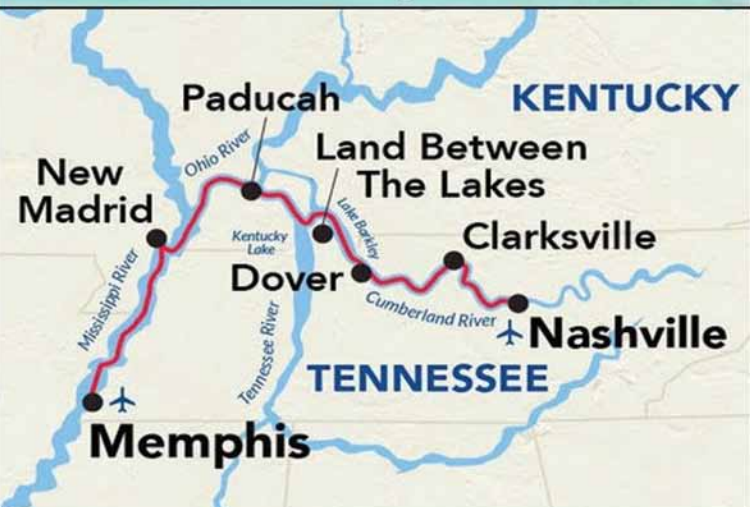 Paducah
KENTUCKY
Ohio River
Land Between
The Lakes
New
Madrid
Lake Barkley
Kentucky
Lake
Clarksville
Dover
Mississippi River
Cumberland River
Nashville
Tennessee River
TENNESSEE
Memphis